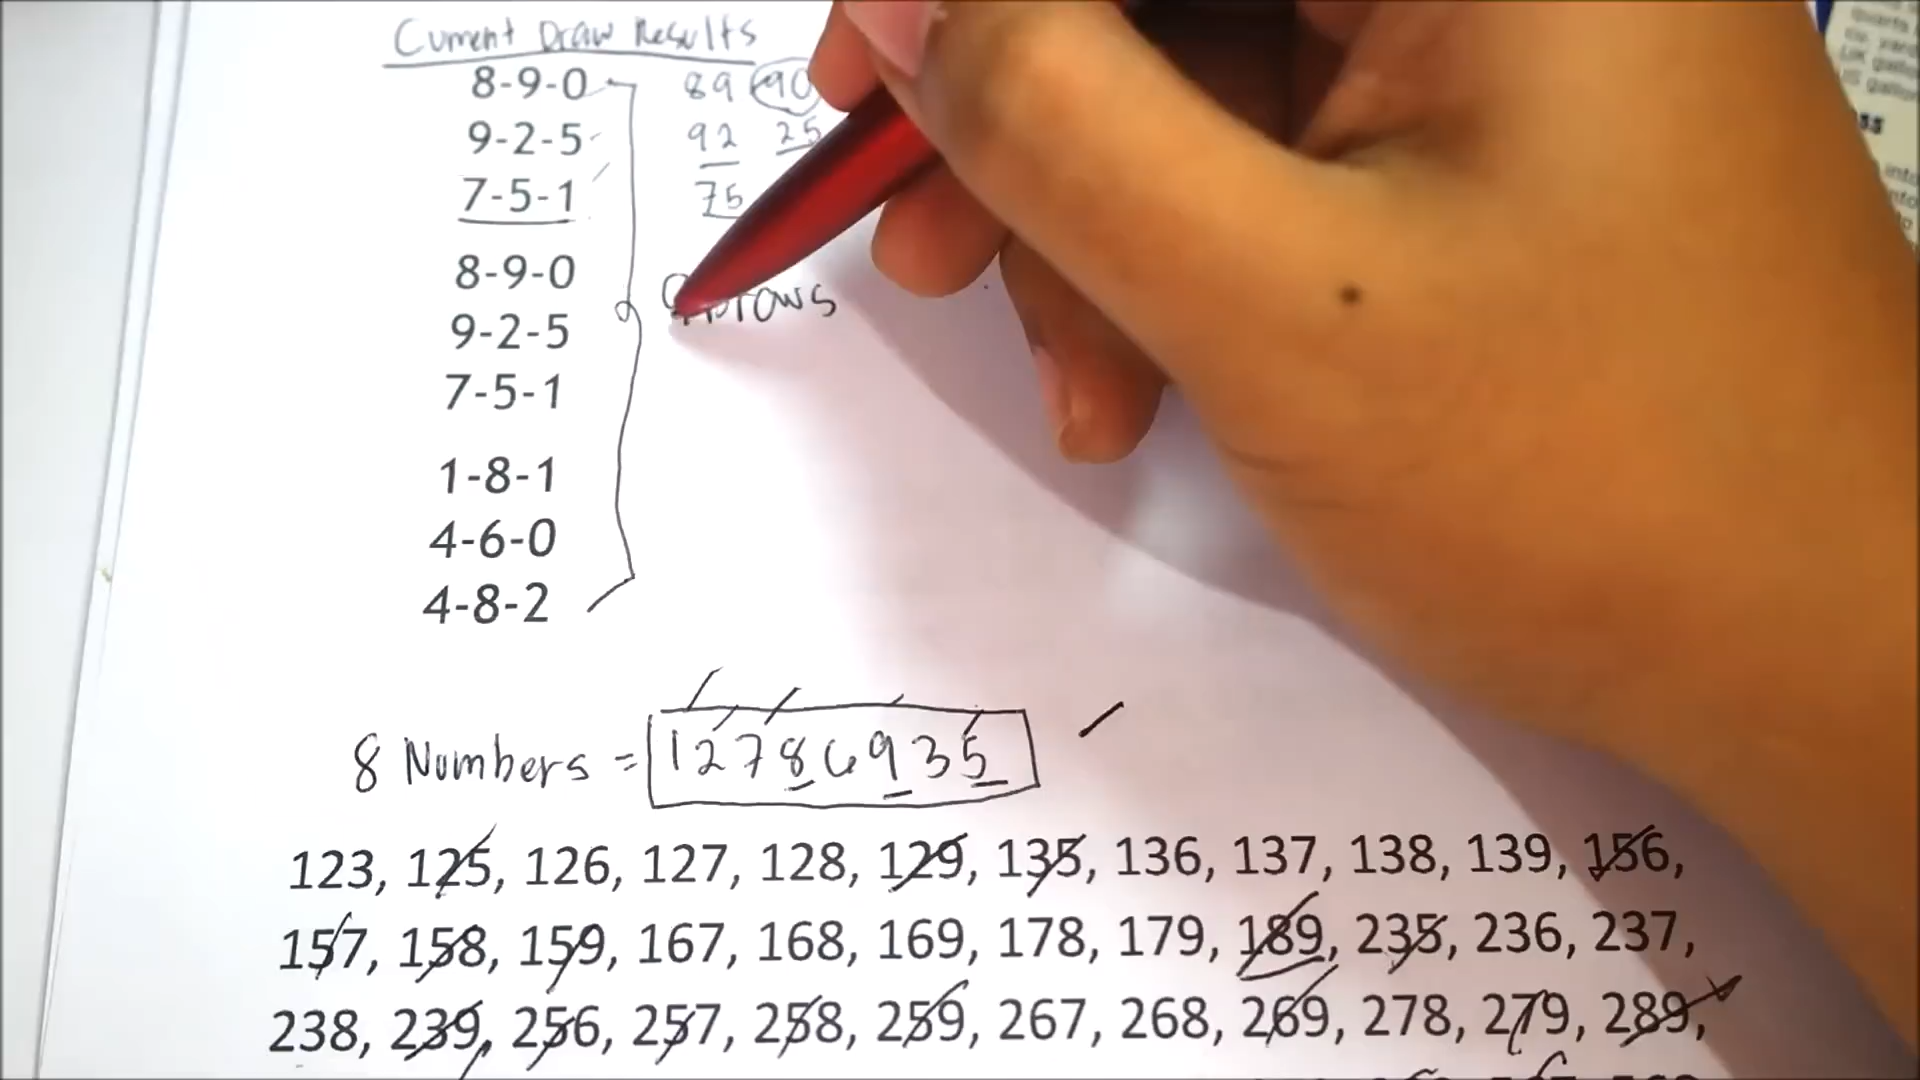 Current Draw Results
8-9-0 89 90
9-2-5 92 25
7-5-1 75
8-9-0
9-2-5
7-5-1
1-8-1
4-6-0
4-8-2
8 Numbers = 12786935
123, 125, 126, 127, 128, 129, 135, 136, 137, 138, 139, 156,
157, 158, 159, 167, 168, 169, 178, 179, 189, 235, 236, 237,
238, 239, 256, 257, 258, 259, 267, 268, 269, 278, 279, 289,